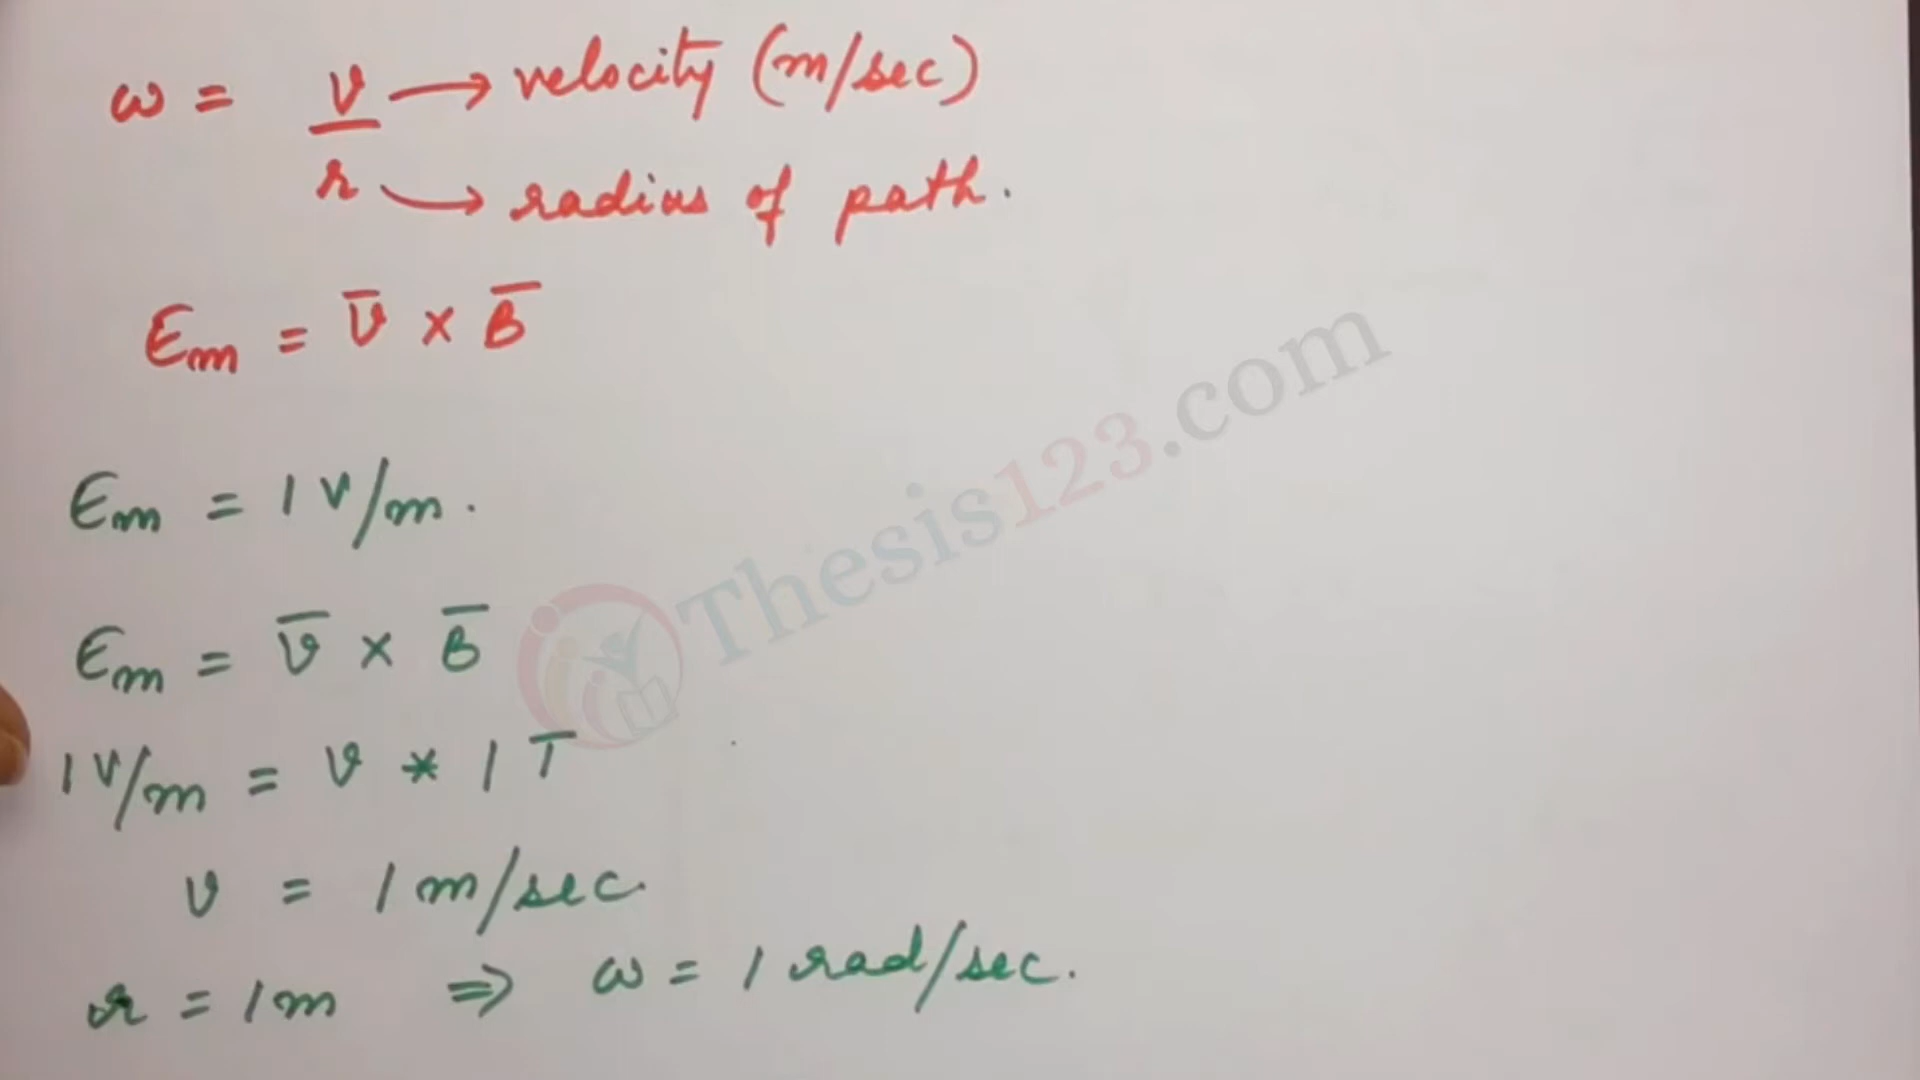 ω = v/r → velocity (m/sec)
→ radius of path.
Em = v̅ × B̅
Em = 1 V/m.
Em = v̅ × B̅
1 V/m = v * 1 T
v = 1 m/sec.
r = 1 m ⇒ ω = 1 rad/sec.
Thesis123.com